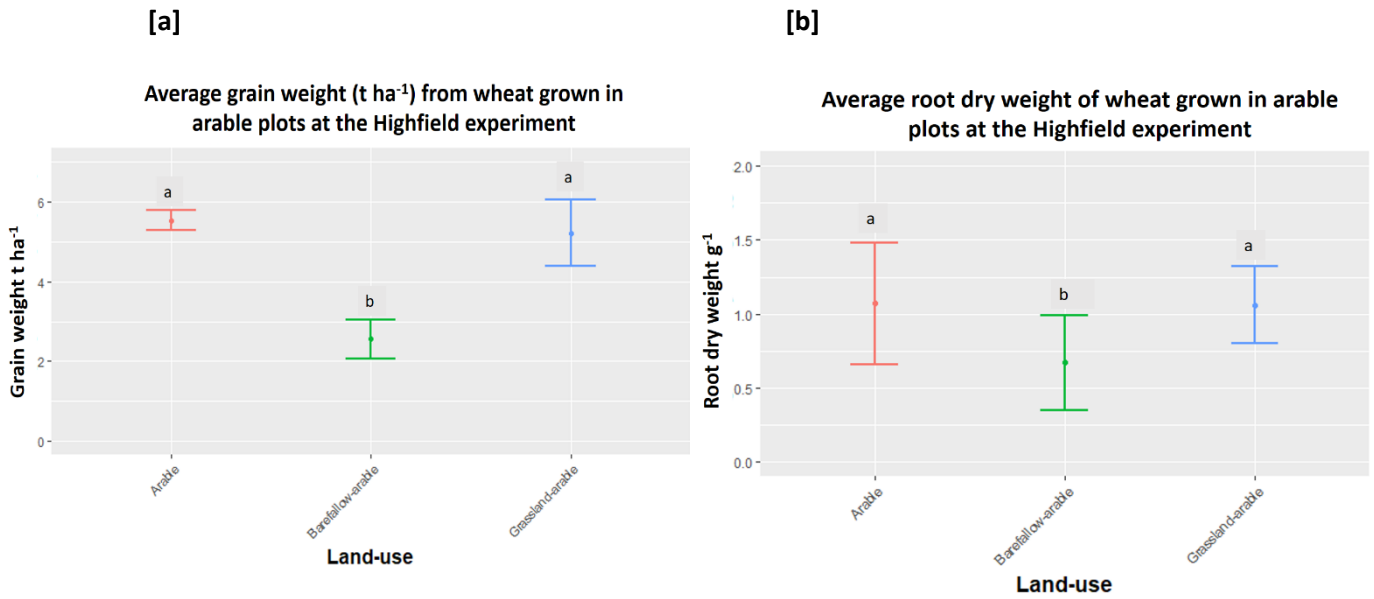 [a]
Average grain weight (t ha⁻¹) from wheat grown in
arable plots at the Highfield experiment
Grain weight t ha⁻¹
6
4
2
0
a
b
a
Arable
Barefallow-arable
Grassland-arable
Land-use
[b]
Average root dry weight of wheat grown in arable
plots at the Highfield experiment
Root dry weight g⁻¹
2.0
1.5
1.0
0.5
0.0
a
b
a
Arable
Barefallow-arable
Grassland-arable
Land-use